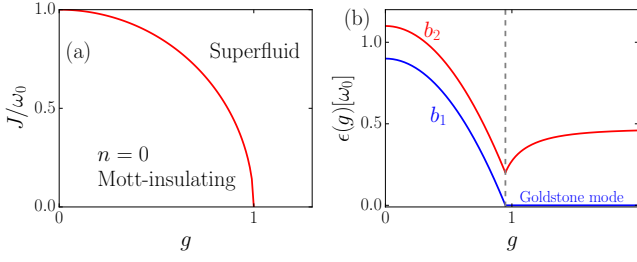 (a)
Superfluid
n = 0
Mott-insulating
J/ω₀
1.0
0.5
0.0
0
1
g
(b)
b₂
b₁
Goldstone mode
ϵ(g)[ω₀]
1.0
0.5
0.0
0
1
g